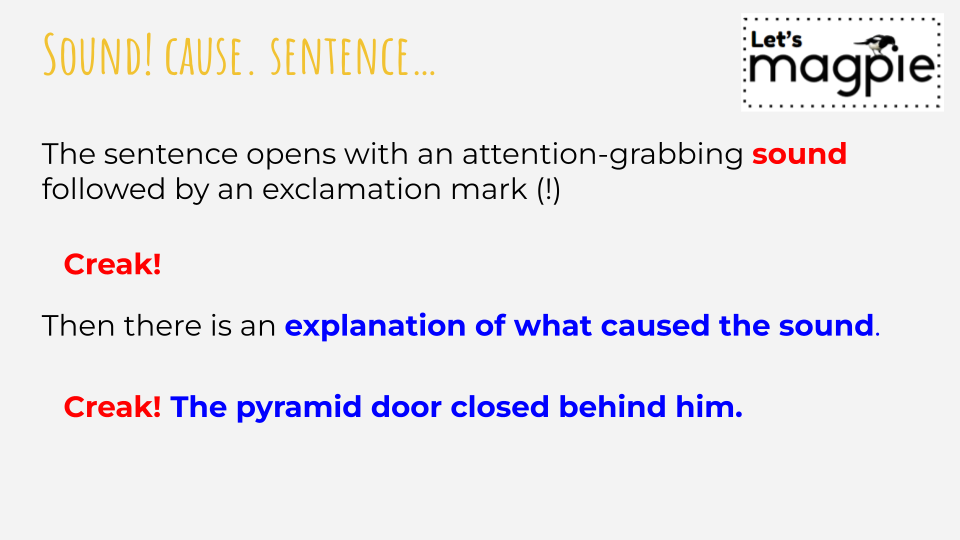 Sound! cause. sentence…
Let's
magpie
The sentence opens with an attention-grabbing sound
followed by an exclamation mark (!)
Creak!
Then there is an explanation of what caused the sound.
Creak! The pyramid door closed behind him.